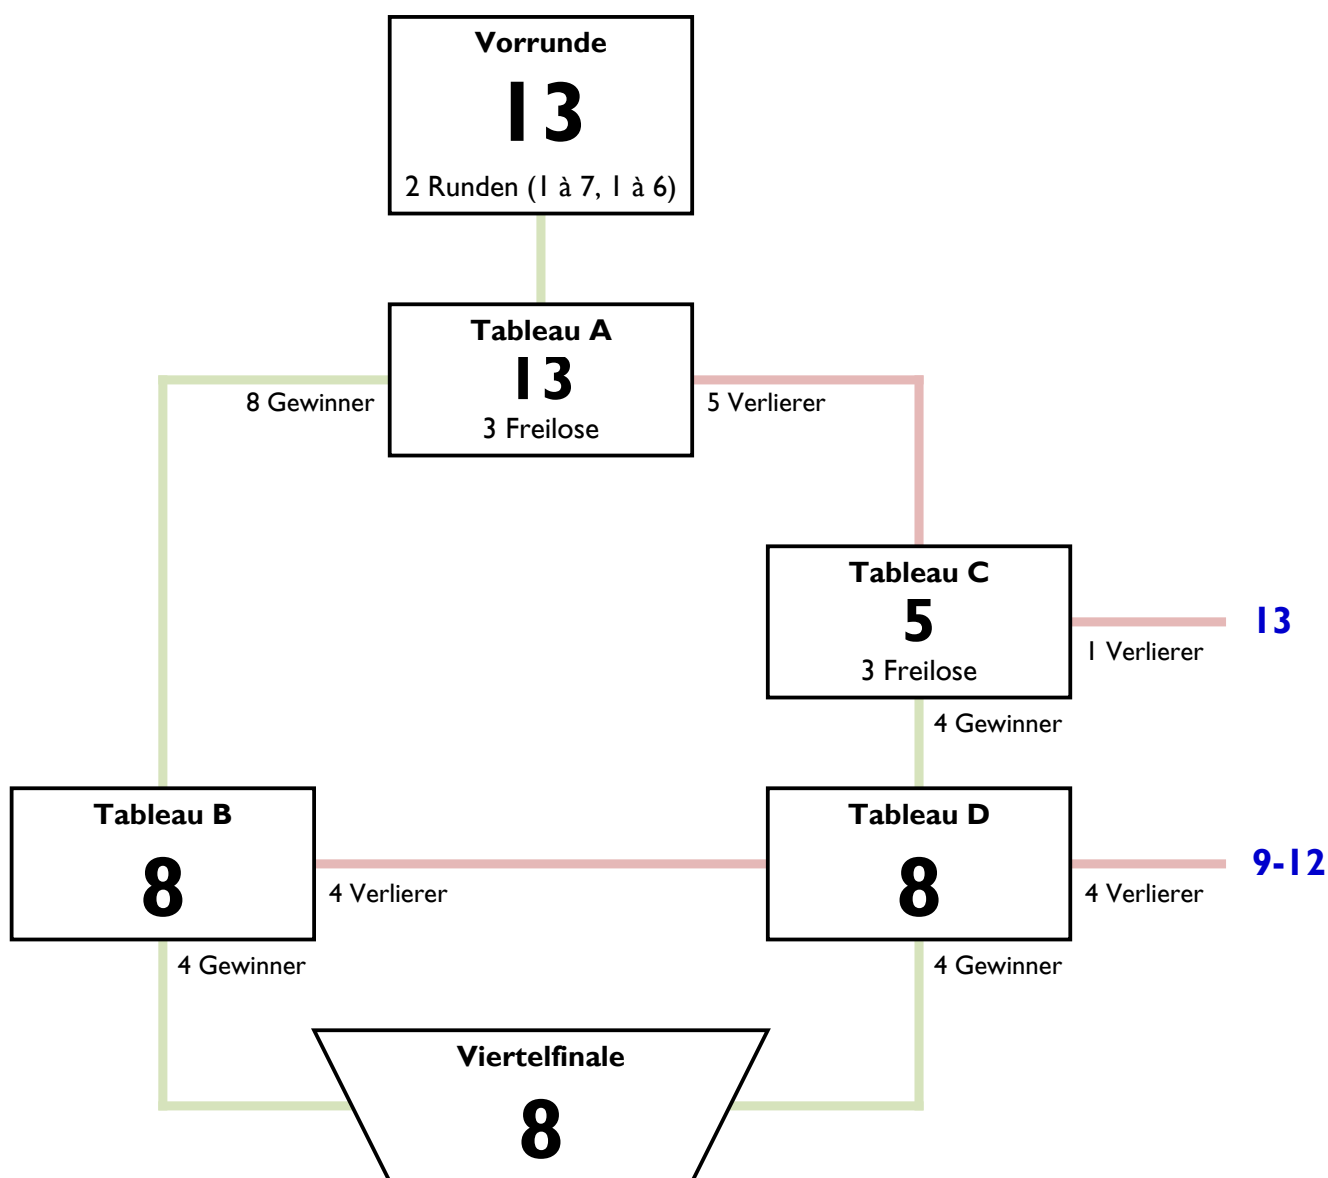 Vorrunde
13
2 Runden (1 à 7, 1 à 6)
Tableau A
13
3 Freilose
8 Gewinner
5 Verlierer
Tableau C
5
3 Freilose
13
1 Verlierer
4 Gewinner
Tableau B
8
4 Verlierer
Tableau D
8
9-12
4 Verlierer
4 Gewinner
4 Gewinner
Viertelfinale
8